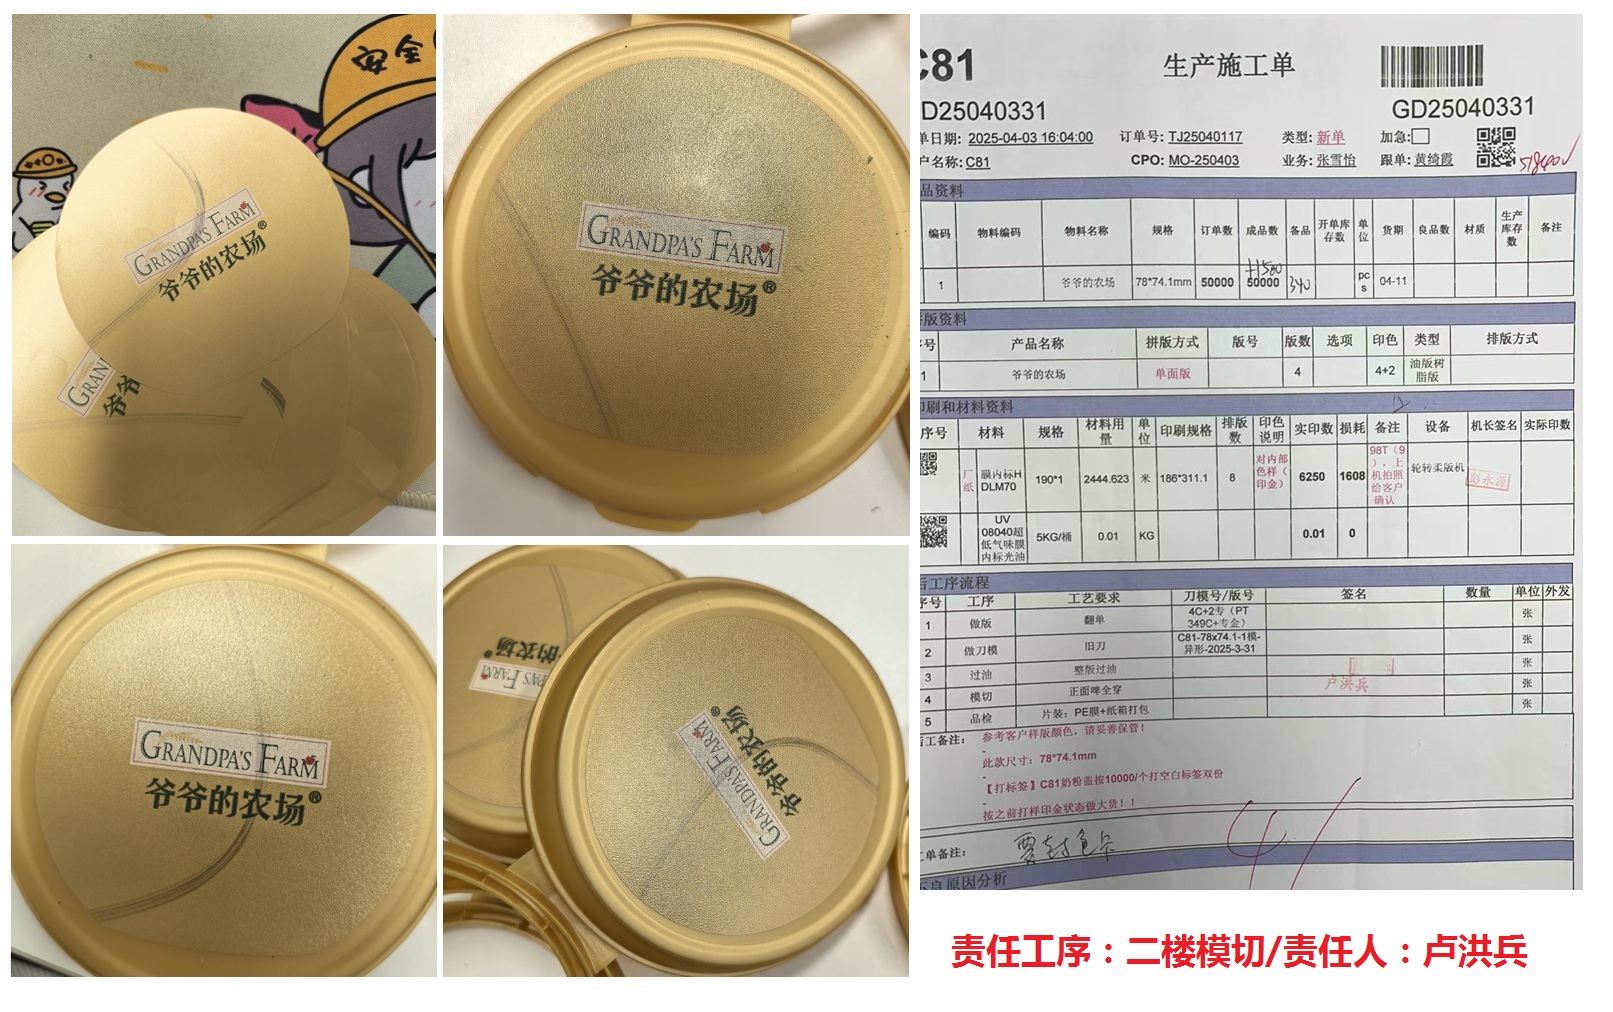 安全
GRANDPA'S FARM
爷爷的农场®
GRAN
爷爷
GRANDPA'S FARM
爷爷的农场®
GRANDPA'S FARM
爷爷的农场®
GRANDPA'S FARM
的农场®
GRANDPA'S FARM
爷爷的农场®
C81 生产施工单
GD25040331 GD25040331
单日期: 2025-04-03 16:04:00 订单号: TJ25040117 类型: 新单 加急:
户名称: C81 CPO: MO-250403 业务: 张雪怡 跟单: 黄绮霞
品资料
编码 物料编码 物料名称 规格 订单数 成品数 备品 开单库存数 单位 货期 良品数 材质 生产库存数 备注
+1500
1 爷爷的农场 78*74.1mm 50000 50000 340 pcs 04-11
拼版资料
号 产品名称 拼版方式 版号 版数 选项 印色 类型 排版方式
1 爷爷的农场 单面版 4 4+2 油版树脂版
印刷和材料资料
序号 材料 规格 材料用量 单位 印刷规格 排版数 印色说明 实印数 损耗 备注 设备 机长签名 实际印数
厂纸 膜内标HDLM70 190*1 2444.623 米 186*311.1 8 对内部色样(印金) 6250 1608 98T(9),上机拍照给客户确认 轮转柔版机 彭永源
UV 08040超低气味膜内标光油 5KG/桶 0.01 KG 0.01 0
后工序流程
序号 工序 工艺要求 刀模号/版号 签名 数量 单位 外发
1 做版 翻单 4C+2专(PT 349C+专金) 张
2 做刀模 旧刀 C81-78x74.1-1模-异形-2025-3-31 张
3 过油 整版过油 张
4 模切 正面啤全穿 卢洪兵 张
5 品检 片装: PE膜+纸箱打包 张
后工备注: 参考客户样版颜色, 请妥善保管!
-
此款尺寸: 78*74.1mm
-
【打标签】C81奶粉盖按10000/个打空白标签双份
-
按之前打样印金状态做大货!!
工单备注:
不良原因分析
责任工序：二楼模切/责任人：卢洪兵